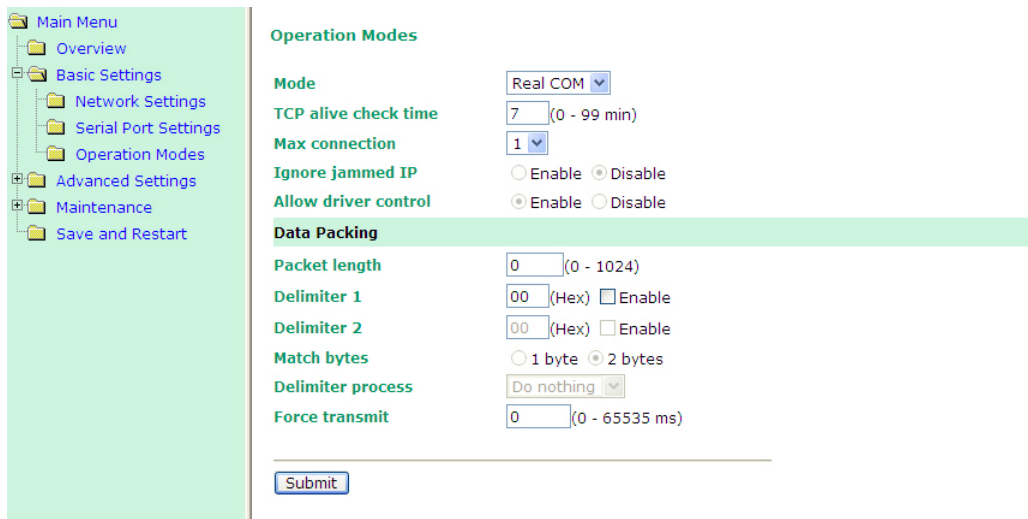 Main Menu
Overview
Basic Settings
Network Settings
Serial Port Settings
Operation Modes
Advanced Settings
Maintenance
Save and Restart
Operation Modes
Mode Real COM
TCP alive check time 7 (0 - 99 min)
Max connection 1
Ignore jammed IP Enable Disable
Allow driver control Enable Disable
Data Packing
Packet length 0 (0 - 1024)
Delimiter 1 00 (Hex) Enable
Delimiter 2 00 (Hex) Enable
Match bytes 1 byte 2 bytes
Delimiter process Do nothing
Force transmit 0 (0 - 65535 ms)
Submit